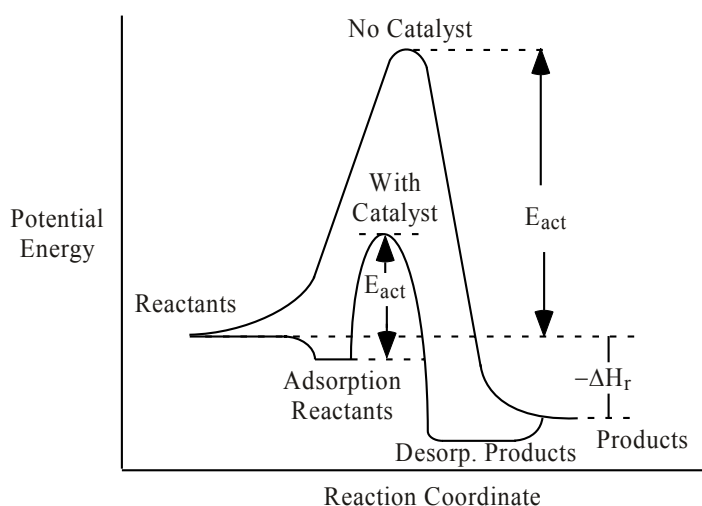 No Catalyst
With
Catalyst
Potential
Energy
E_act
E_act
Reactants
Adsorption
Reactants
−ΔH_r
Products
Desorp. Products
Reaction Coordinate